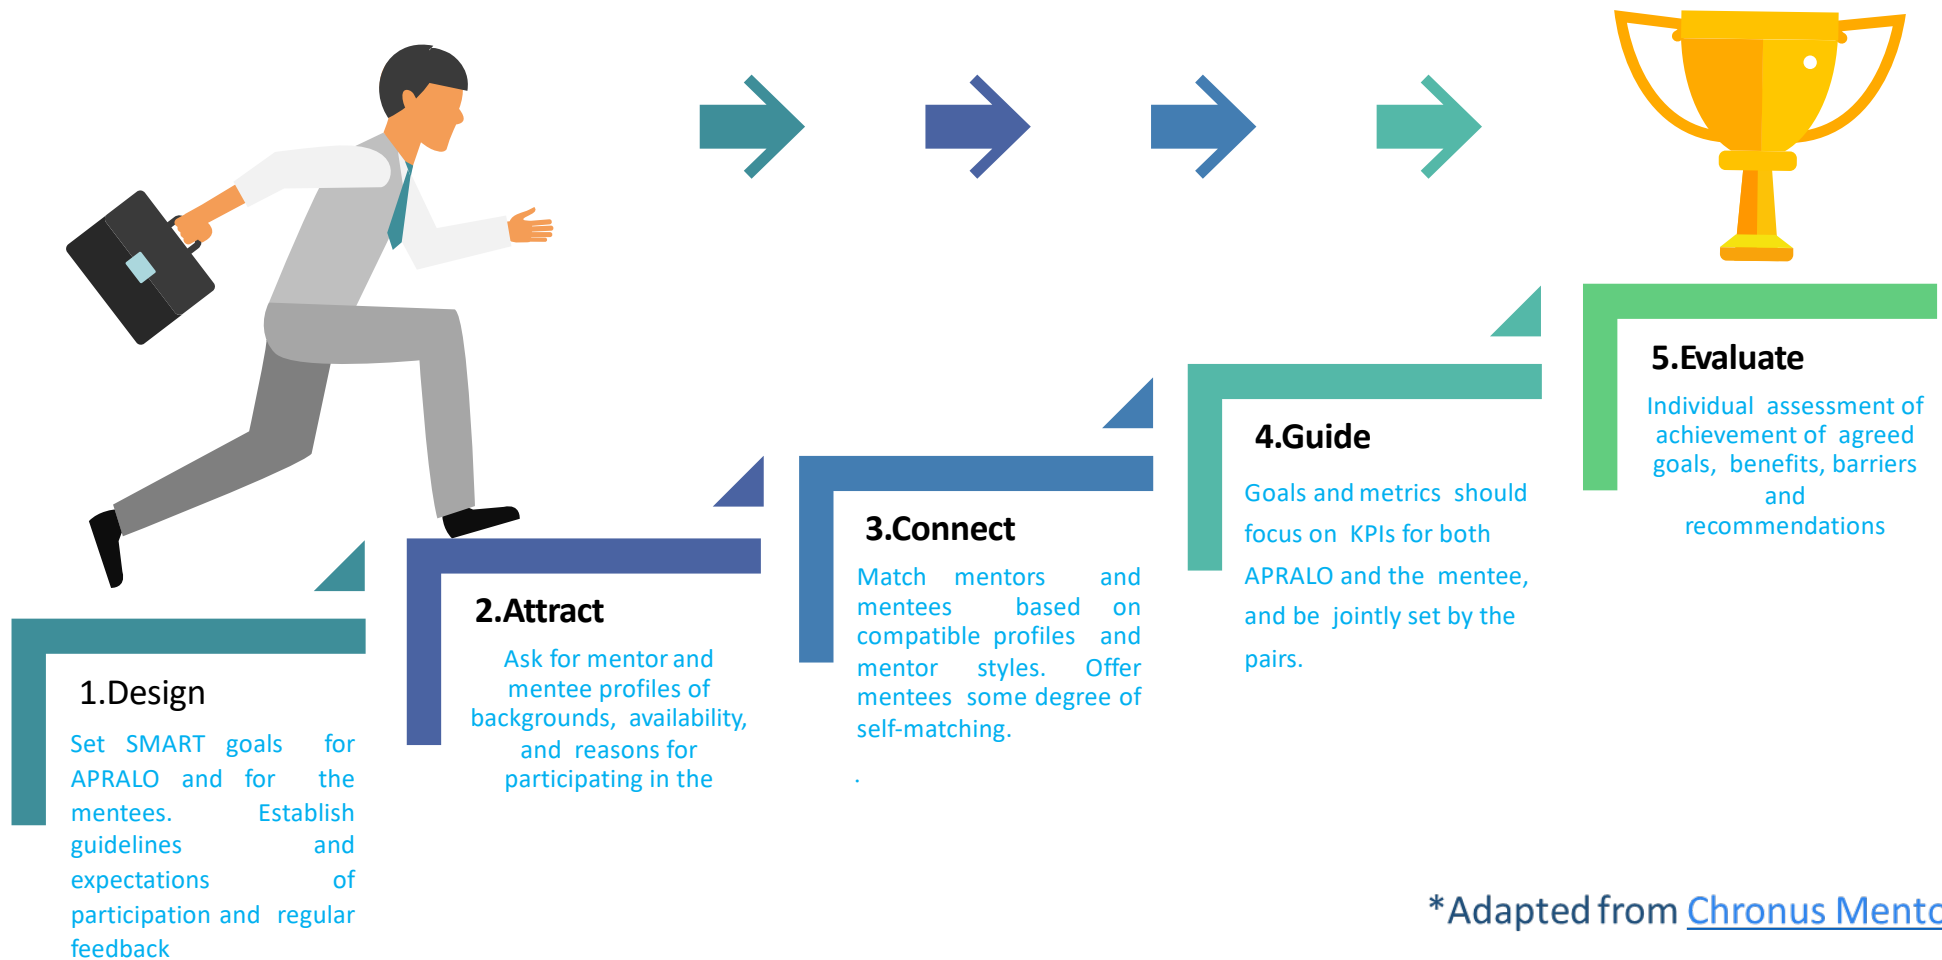 1.Design
Set SMART goals for
APRALO and for the
mentees. Establish
guidelines and
expectations of
participation and regular
feedback
2.Attract
Ask for mentor and
mentee profiles of
backgrounds, availability,
and reasons for
participating in the
3.Connect
Match mentors and
mentees based on
compatible profiles and
mentor styles. Offer
mentees some degree of
self-matching.
.
4.Guide
Goals and metrics should
focus on KPIs for both
APRALO and the mentee,
and be jointly set by the
pairs.
5.Evaluate
Individual assessment of
achievement of agreed
goals, benefits, barriers
and
recommendations
*Adapted from Chronus